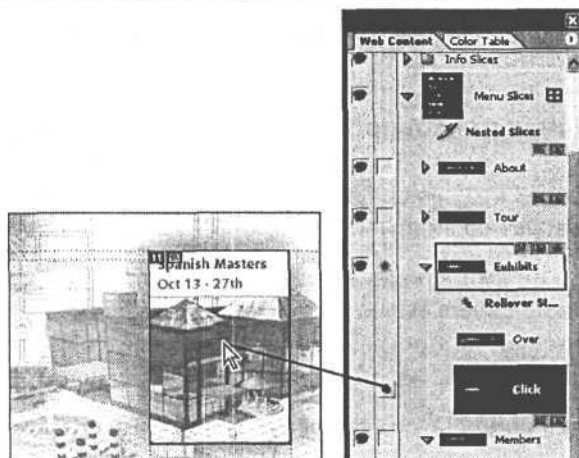 Web Content
Color Table
Info Slices
Menu Slices
Nested Slices
About
Tour
Exhibits
Rollover St...
Over
Click
Members
Spanish Masters
Oct 13 - 27th